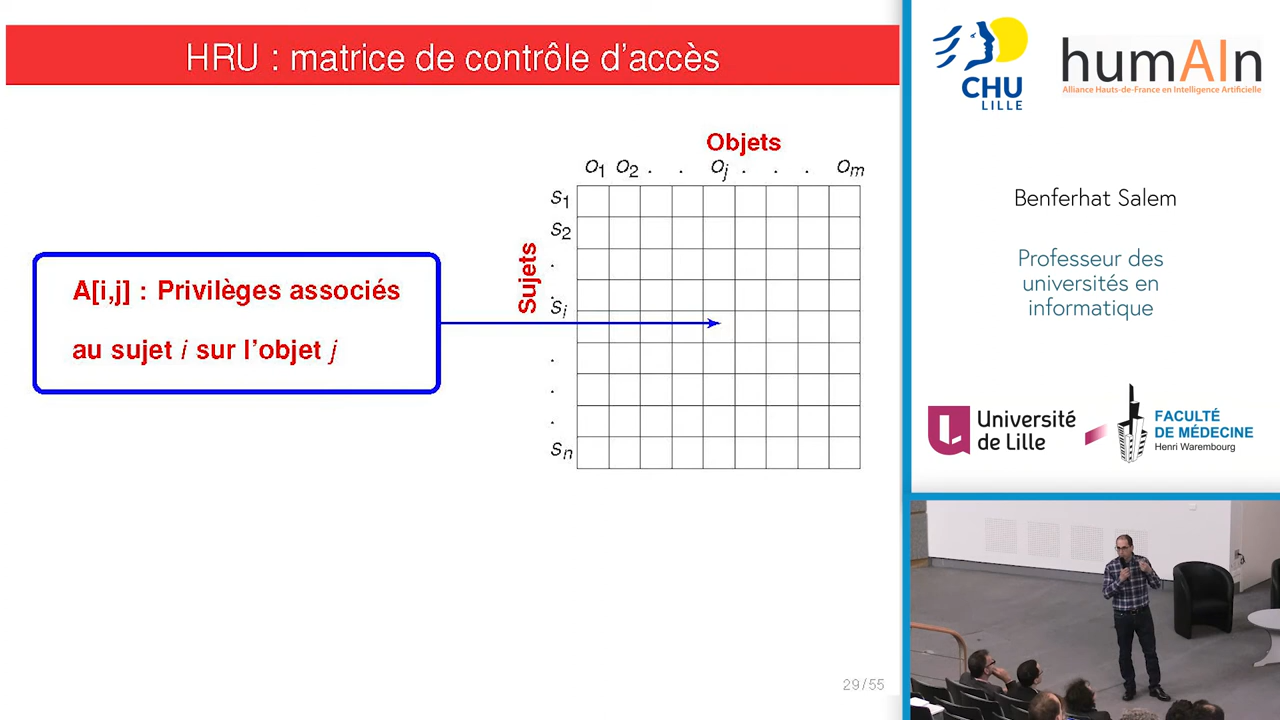 HRU : matrice de contrôle d'accès
Objets
O1 O2 . . Oj . . . Om
Sujets
S1
S2
.
.
Si
.
.
.
Sn
A[i,j] : Privilèges associés
au sujet i sur l'objet j
29/55
CHU
LILLE
humAIn
Alliance Hauts-de-France en Intelligence Artificielle
Benferhat Salem
Professeur des
universités en
informatique
Université
de Lille
FACULTÉ
DE MÉDECINE
Henri Warembourg